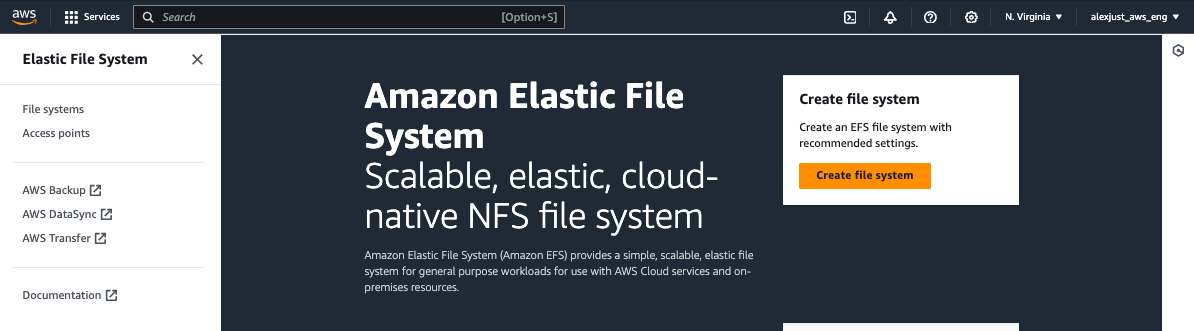 aws
Services
Search
[Option+S]
N. Virginia
alexjust_aws_eng
Elastic File System
File systems
Access points
AWS Backup
AWS DataSync
AWS Transfer
Documentation
Amazon Elastic File
System
Scalable, elastic, cloud-
native NFS file system
Amazon Elastic File System (Amazon EFS) provides a simple, scalable, elastic file
system for general purpose workloads for use with AWS Cloud services and on-
premises resources.
Create file system
Create an EFS file system with
recommended settings.
Create file system